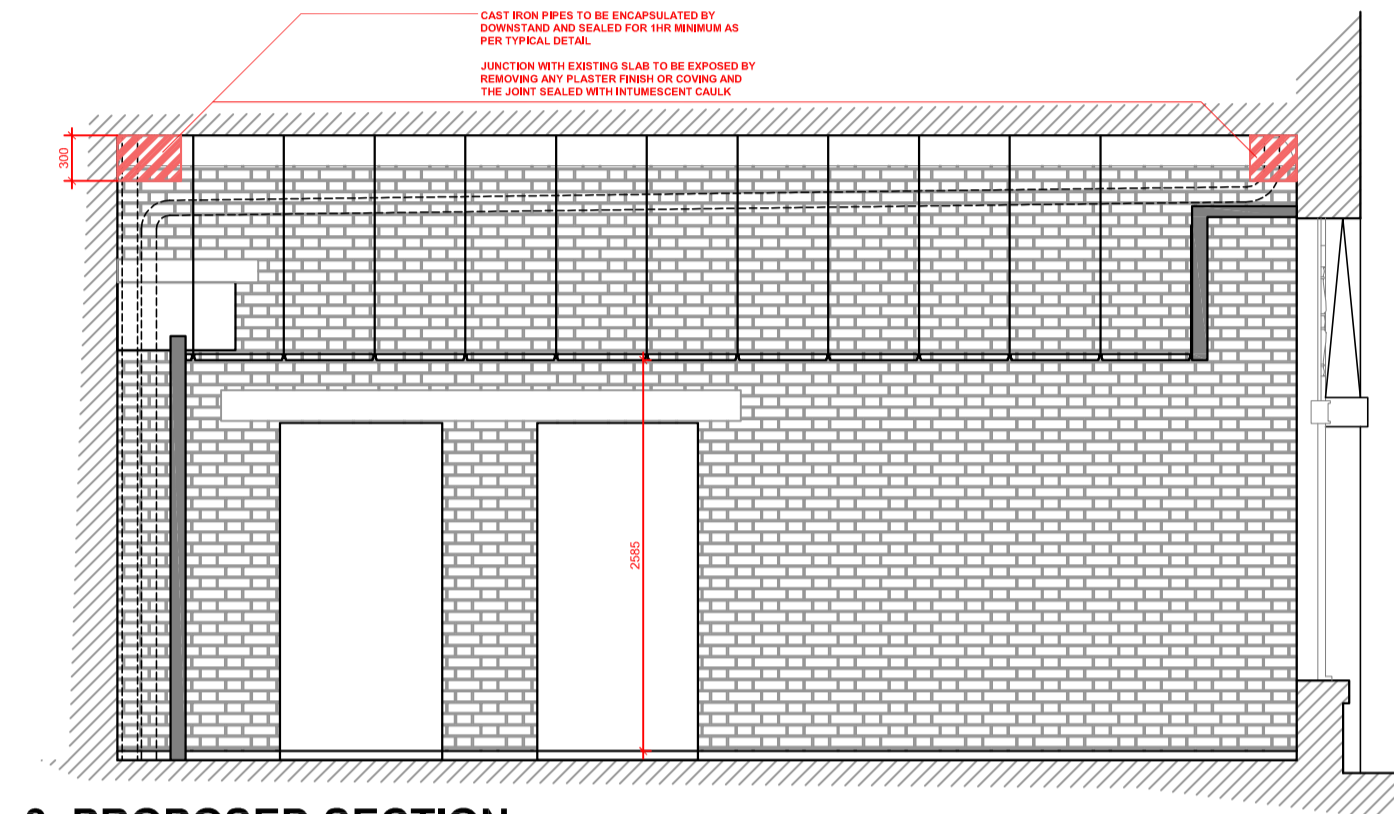 CAST IRON PIPES TO BE ENCAPSULATED BY
DOWNSTAND AND SEALED FOR 1HR MINIMUM AS
PER TYPICAL DETAIL
JUNCTION WITH EXISTING SLAB TO BE EXPOSED BY
REMOVING ANY PLASTER FINISH OR COVING AND
THE JOINT SEALED WITH INTUMESCENT CAULK
300
2585
PROPOSED SECTION